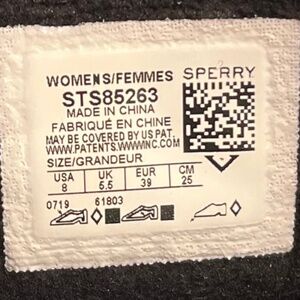 WOMENS/FEMMES SPERRY
STS85263
MADE IN CHINA
FABRIQUÉ EN CHINE
MAY BE COVERED BY US PAT.
WWW.PATENTS.WWWINC.COM
SIZE/GRANDEUR
USA UK EUR CM
8 5.5 39 25
0719 61803